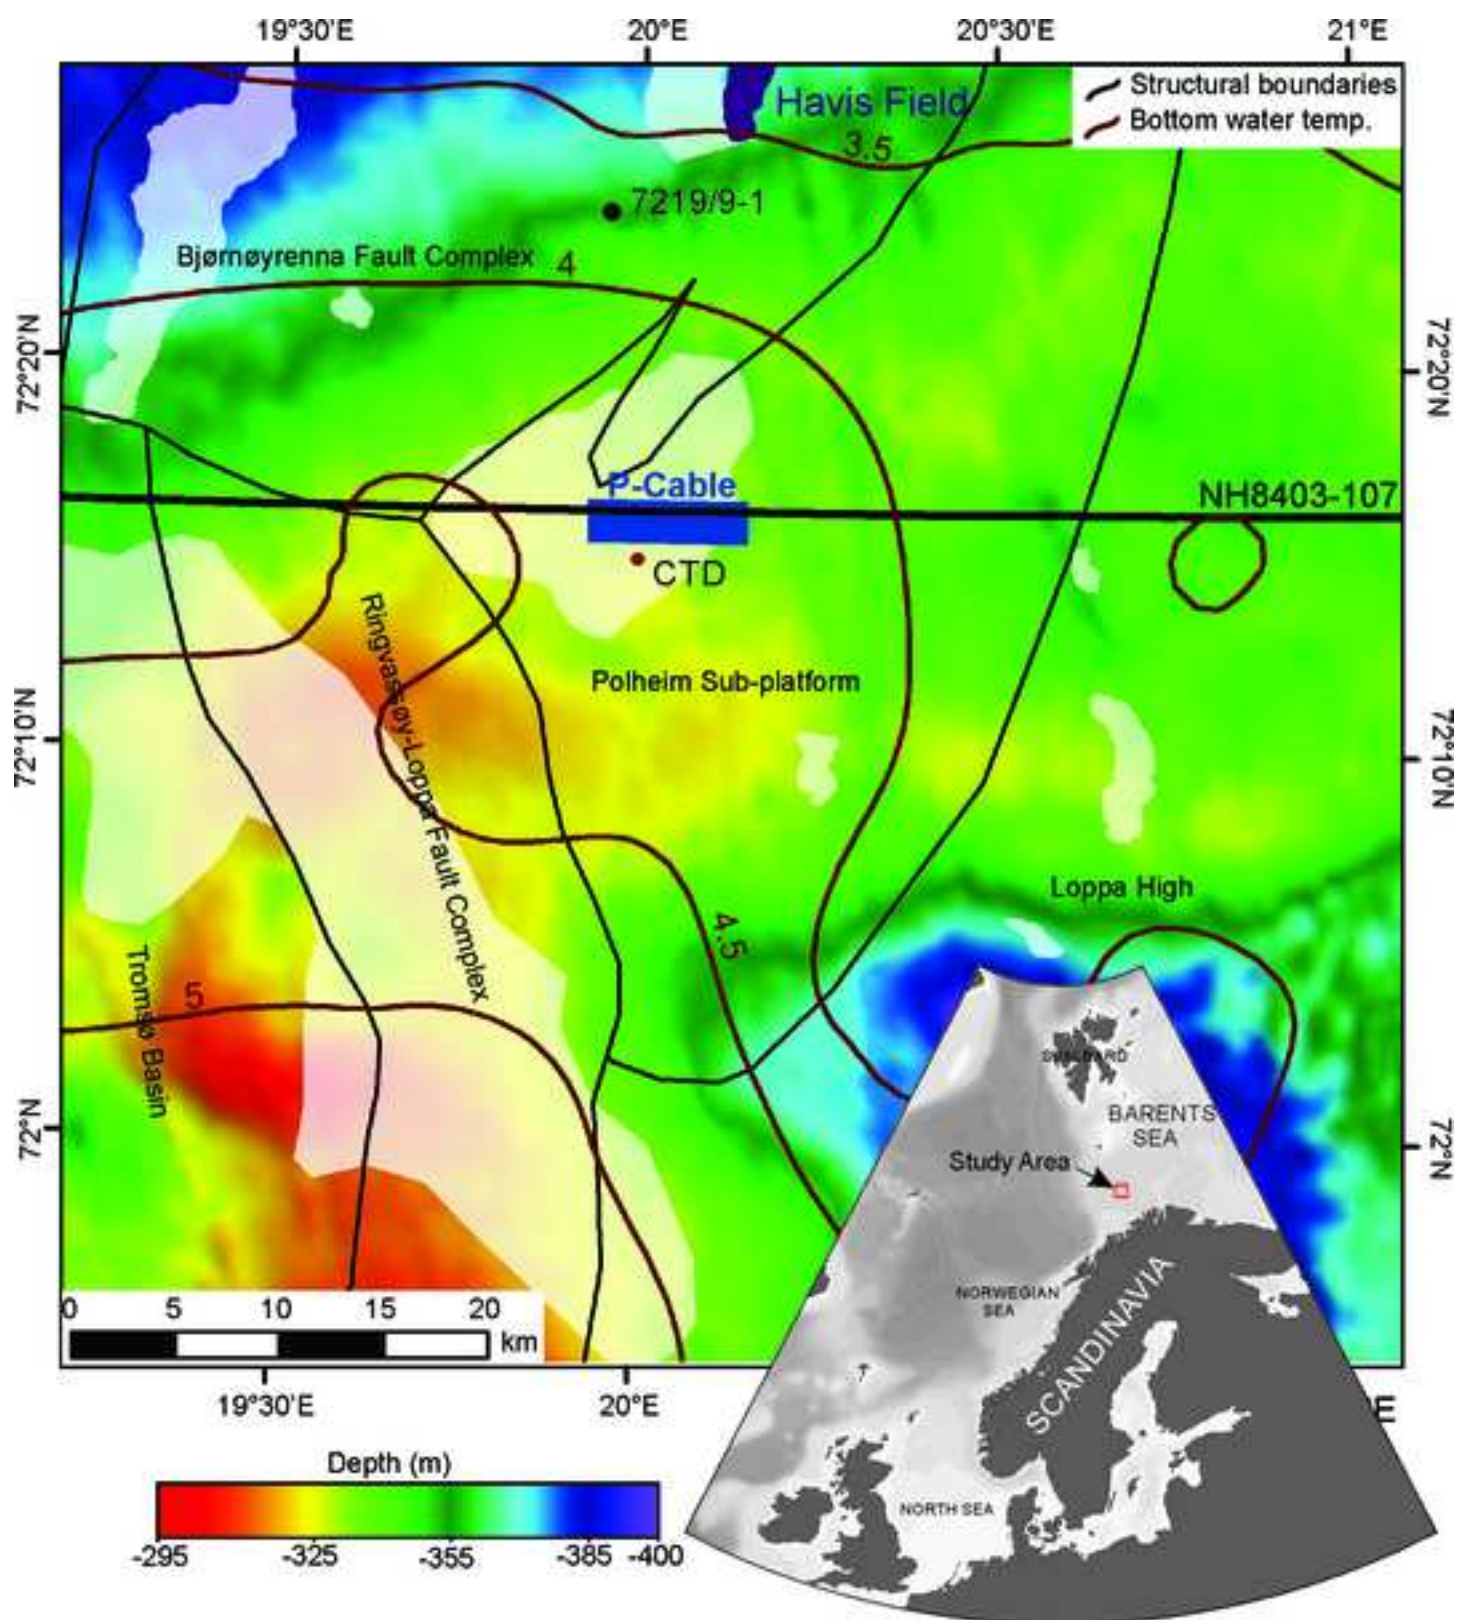 19°30'E
20°E
20°30'E
21°E
Structural boundaries
Bottom water temp.
Havis Field
3.5
7219/9-1
Bjørnøyrenna Fault Complex
4
72°20'N
72°20'N
P-Cable
NH8403-107
CTD
Ringvassøy-Loppa Fault Complex
Polheim Sub-platform
72°10'N
72°10'N
Loppa High
4.5
Tromsø Basin
5
72°N
72°N
SVALBARD
BARENTS
SEA
Study Area
NORWEGIAN
SEA
SCANDINAVIA
NORTH SEA
0 5 10 15 20
km
19°30'E
20°E
E
Depth (m)
-295 -325 -355 -385 -400